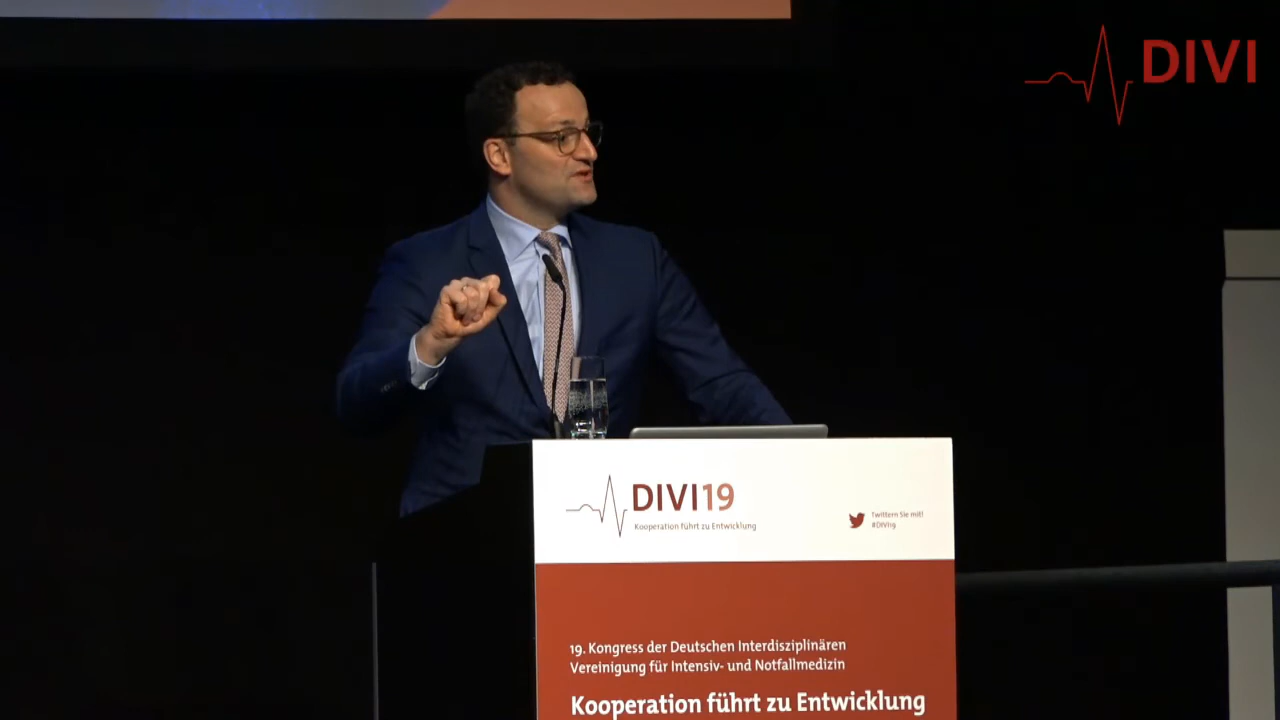 DIVI
DIVI19
Kooperation führt zu Entwicklung
Twittern Sie mit!
#DIVI19
19. Kongress der Deutschen Interdisziplinären
Vereinigung für Intensiv- und Notfallmedizin
Kooperation führt zu Entwicklung